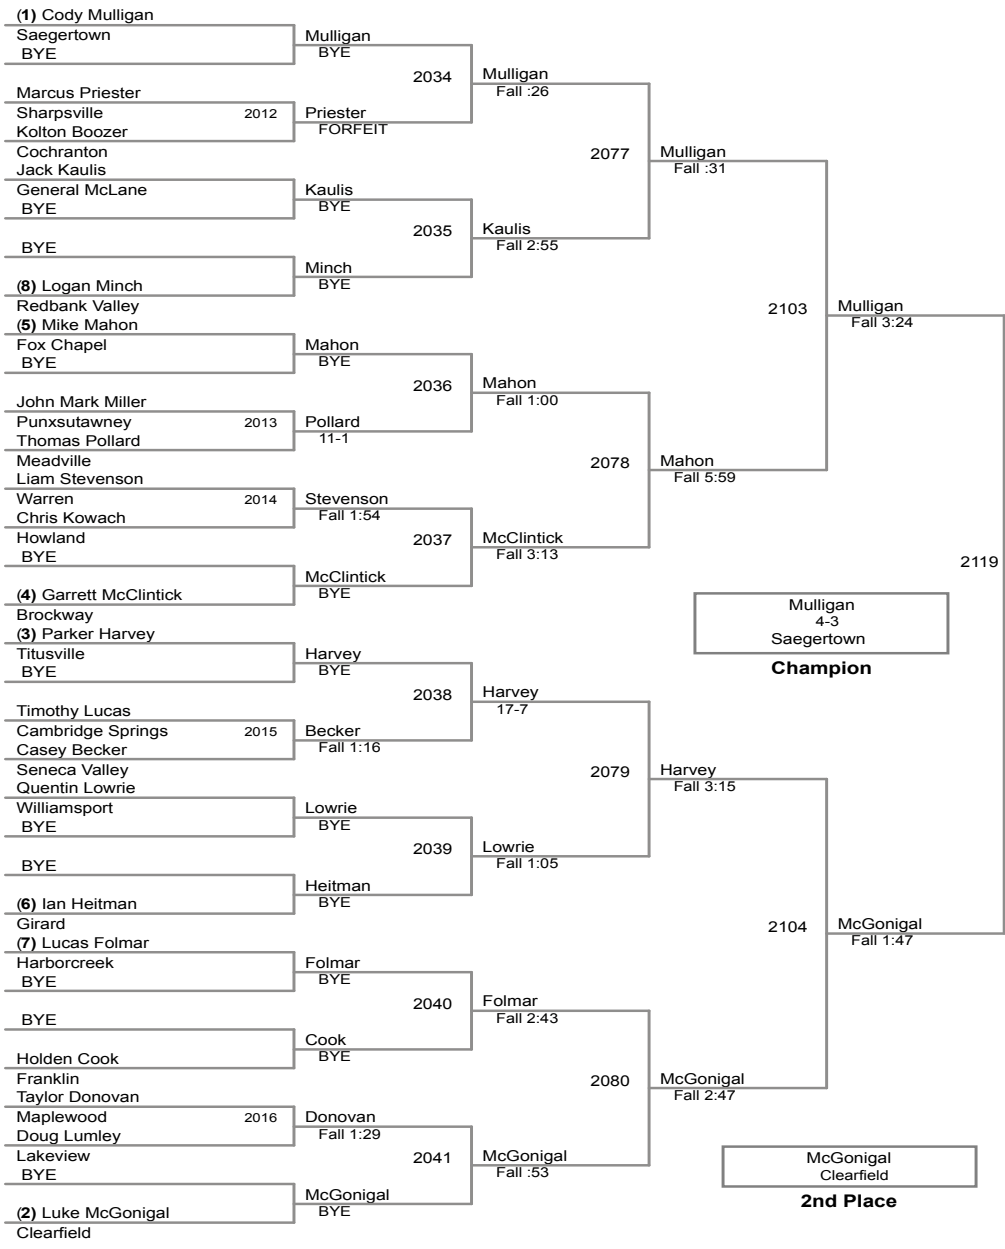 (1) Cody Mulligan
Saegertown
BYE
Marcus Priester
Sharpsville
2012
Kolton Boozer
Cochranton
Jack Kaulis
General McLane
BYE
BYE
(8) Logan Minch
Redbank Valley
(5) Mike Mahon
Fox Chapel
BYE
John Mark Miller
Punxsutawney
2013
Thomas Pollard
Meadville
Liam Stevenson
Warren
2014
Chris Kowach
Howland
BYE
(4) Garrett McClintick
Brockway
(3) Parker Harvey
Titusville
BYE
Timothy Lucas
Cambridge Springs
2015
Casey Becker
Seneca Valley
Quentin Lowrie
Williamsport
BYE
BYE
(6) Ian Heitman
Girard
(7) Lucas Folmar
Harborcreek
BYE
BYE
Holden Cook
Franklin
Taylor Donovan
Maplewood
2016
Doug Lumley
Lakeview
BYE
(2) Luke McGonigal
Clearfield
Mulligan
BYE
2034
Priester
FORFEIT
Kaulis
BYE
2035
Minch
BYE
Mahon
BYE
2036
Pollard
11-1
Stevenson
Fall 1:54
2037
McClintick
BYE
Harvey
BYE
2038
Becker
Fall 1:16
Lowrie
BYE
2039
Heitman
BYE
Folmar
BYE
2040
Cook
BYE
Donovan
Fall 1:29
2041
McGonigal
BYE
Mulligan
Fall :26
2077
Kaulis
Fall 2:55
Mahon
Fall 1:00
2078
McClintick
Fall 3:13
Harvey
17-7
2079
Lowrie
Fall 1:05
Folmar
Fall 2:43
2080
McGonigal
Fall :53
Mulligan
Fall :31
2103
Mahon
Fall 5:59
Harvey
Fall 3:15
2104
McGonigal
Fall 2:47
Mulligan
Fall 3:24
2119
McGonigal
Fall 1:47
Mulligan
4-3
Saegertown
Champion
McGonigal
Clearfield
2nd Place